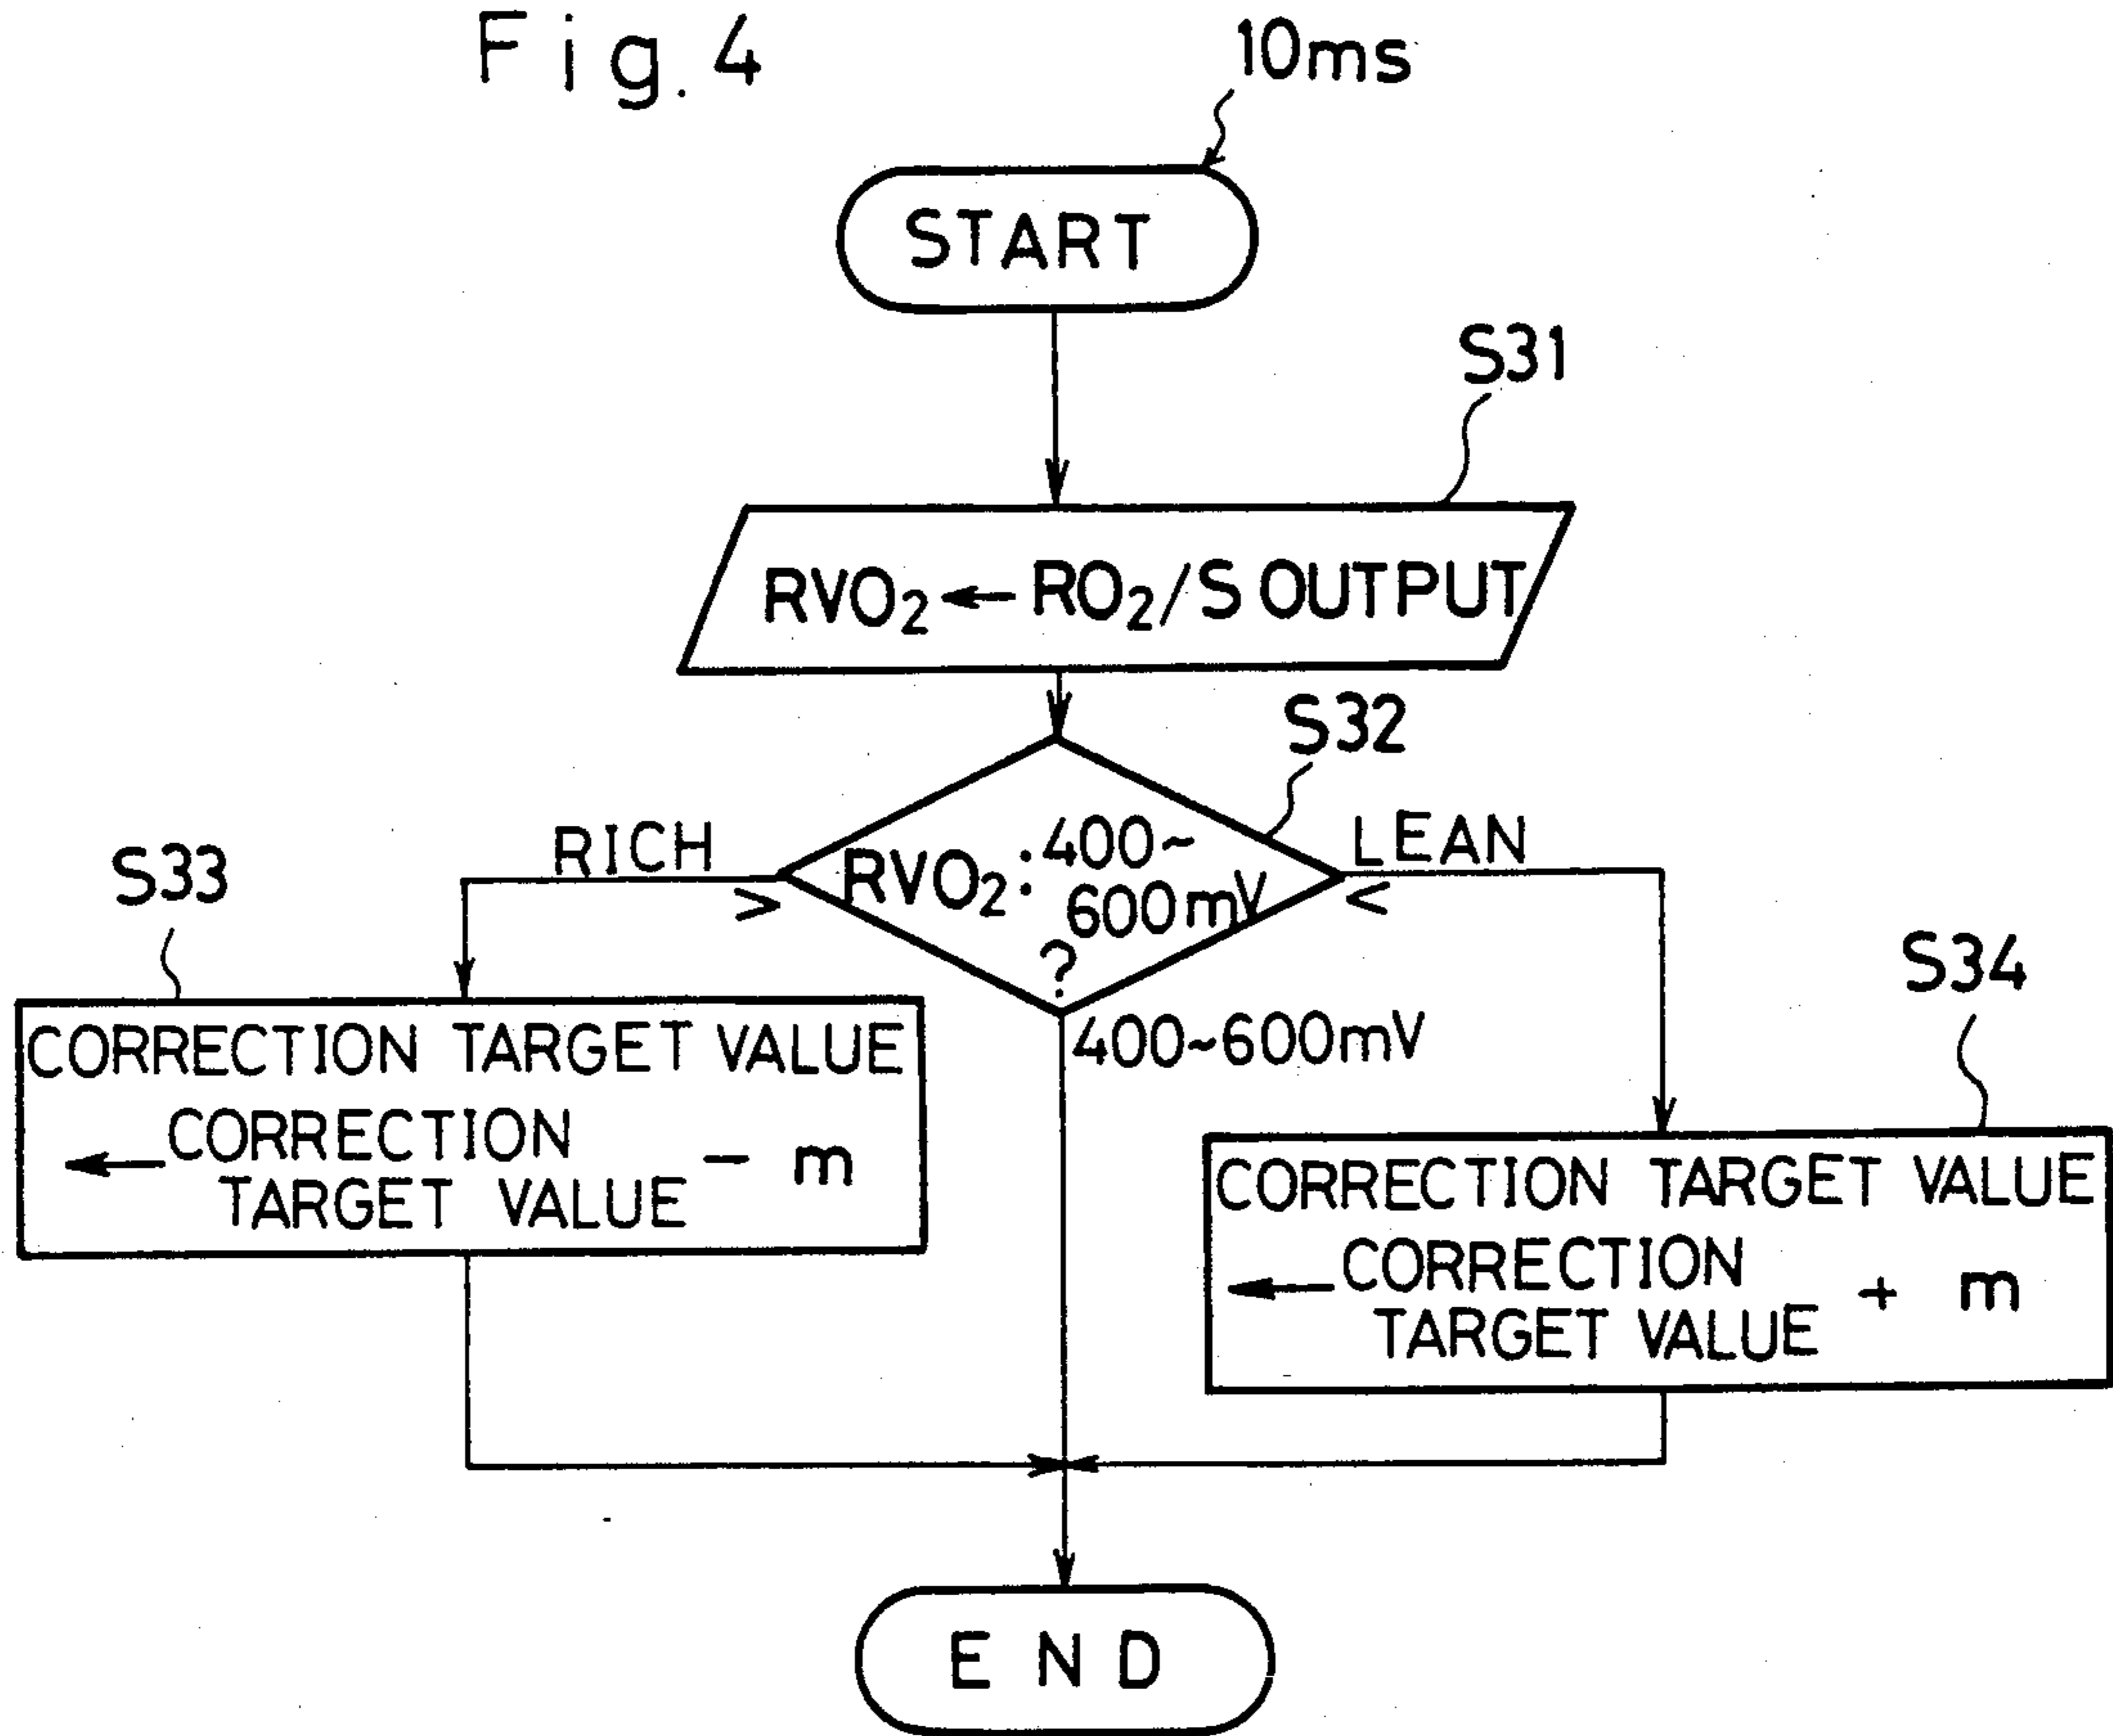 Fig. 4
10ms
START
S31
RVO₂ ← RO₂/S OUTPUT
S32
RICH
LEAN
S33
RVO₂ : 400~
600mV
?
>
<
S34
400~600mV
CORRECTION TARGET VALUE
← CORRECTION
TARGET VALUE - m
CORRECTION TARGET VALUE
← CORRECTION
TARGET VALUE + m
END